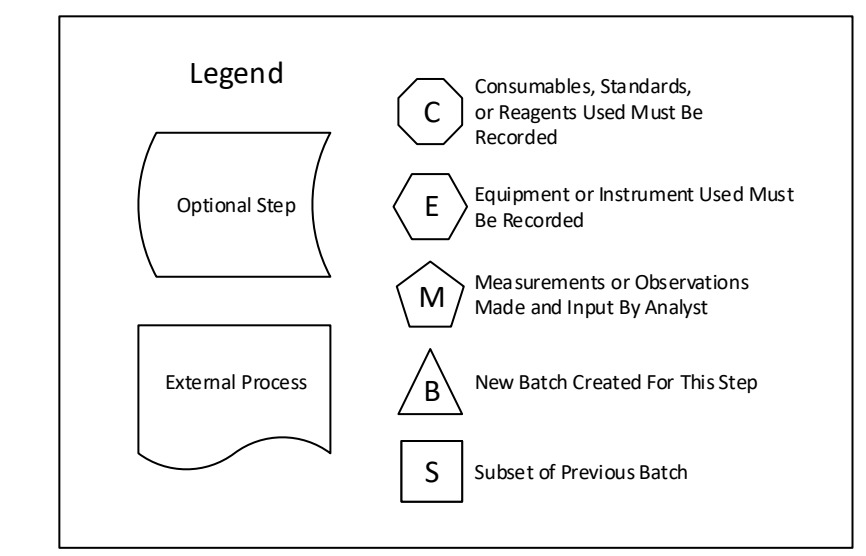 Legend
Optional Step
External Process
C
Consumables, Standards,
or Reagents Used Must Be
Recorded
E
Equipment or Instrument Used Must
Be Recorded
M
Measurements or Observations
Made and Input By Analyst
B
New Batch Created For This Step
S
Subset of Previous Batch